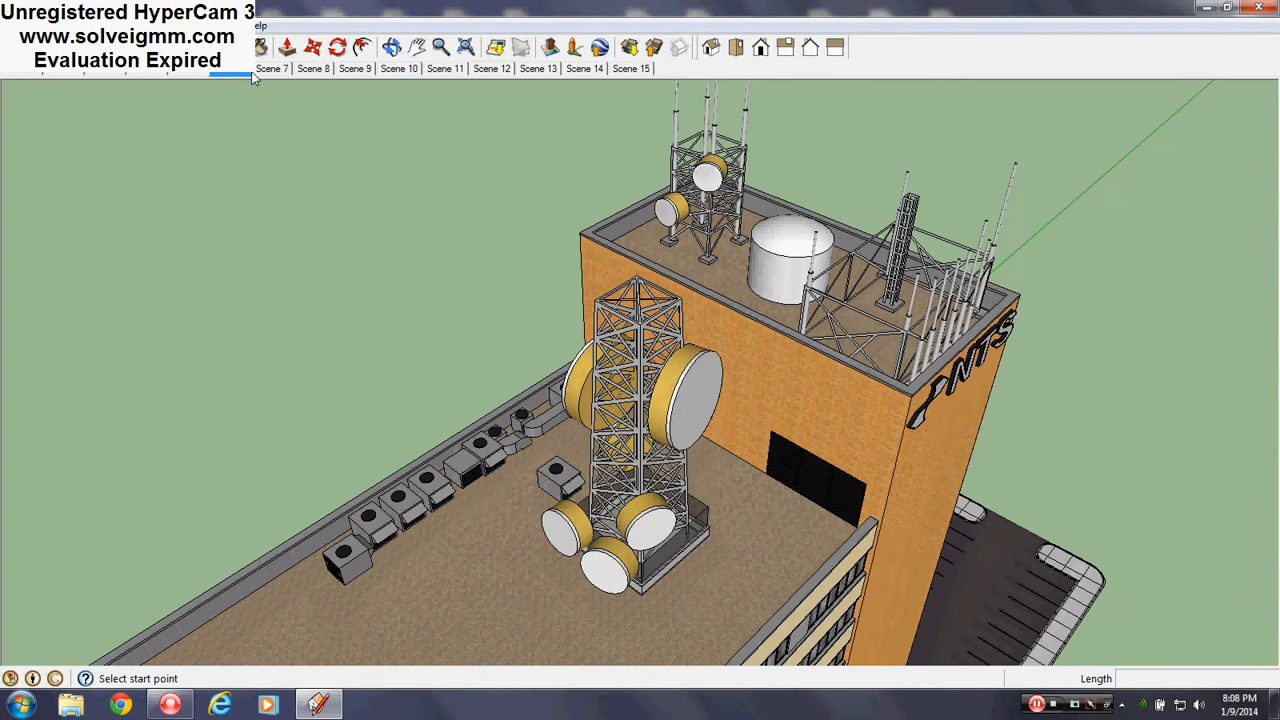 Unregistered HyperCam 3
www.solveigmm.com
Evaluation Expired
elp
Scene 7 Scene 8 Scene 9 Scene 10 Scene 11 Scene 12 Scene 13 Scene 14 Scene 15
NTS
Select start point
Length
8:08 PM
1/9/2014